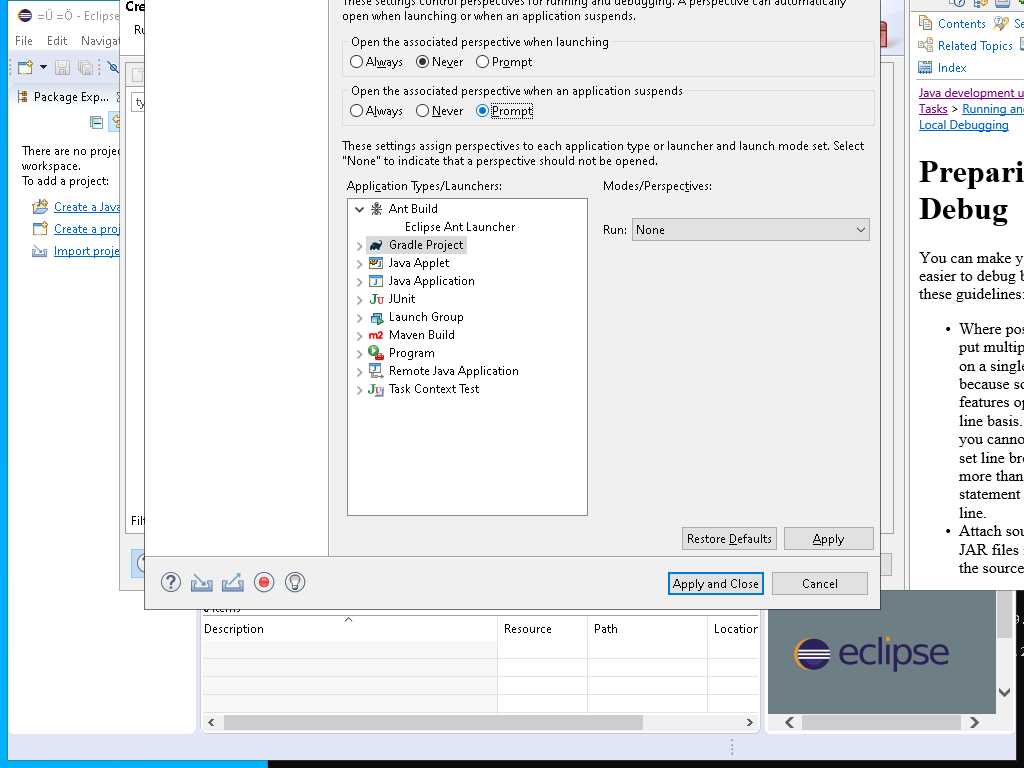 =Ü =Ö - Eclipse
File Edit Navigat
Package Exp...
There are no projec
workspace.
To add a project:
Create a Java
Create a proj
Import proje
Cre
Ru
ty
Filt
These settings control perspectives for running and debugging. A perspective can automatically
open when launching or when an application suspends.
Open the associated perspective when launching
Always Never Prompt
Open the associated perspective when an application suspends
Always Never Prompt
These settings assign perspectives to each application type or launcher and launch mode set. Select
"None" to indicate that a perspective should not be opened.
Application Types/Launchers:
Modes/Perspectives:
Ant Build
Eclipse Ant Launcher
Gradle Project
Java Applet
Java Application
JUnit
Launch Group
Maven Build
Program
Remote Java Application
Task Context Test
Run: None
Restore Defaults Apply
Apply and Close Cancel
0 items
Description Resource Path Location
Contents Se
Related Topics
Index
Java development u
Tasks > Running and
Local Debugging
Prepari
Debug
You can make y
easier to debug b
these guidelines:
• Where pos
put multip
on a single
because so
features op
line basis.
you canno
set line bre
more than
statement
line.
• Attach sou
JAR files
the source
eclipse